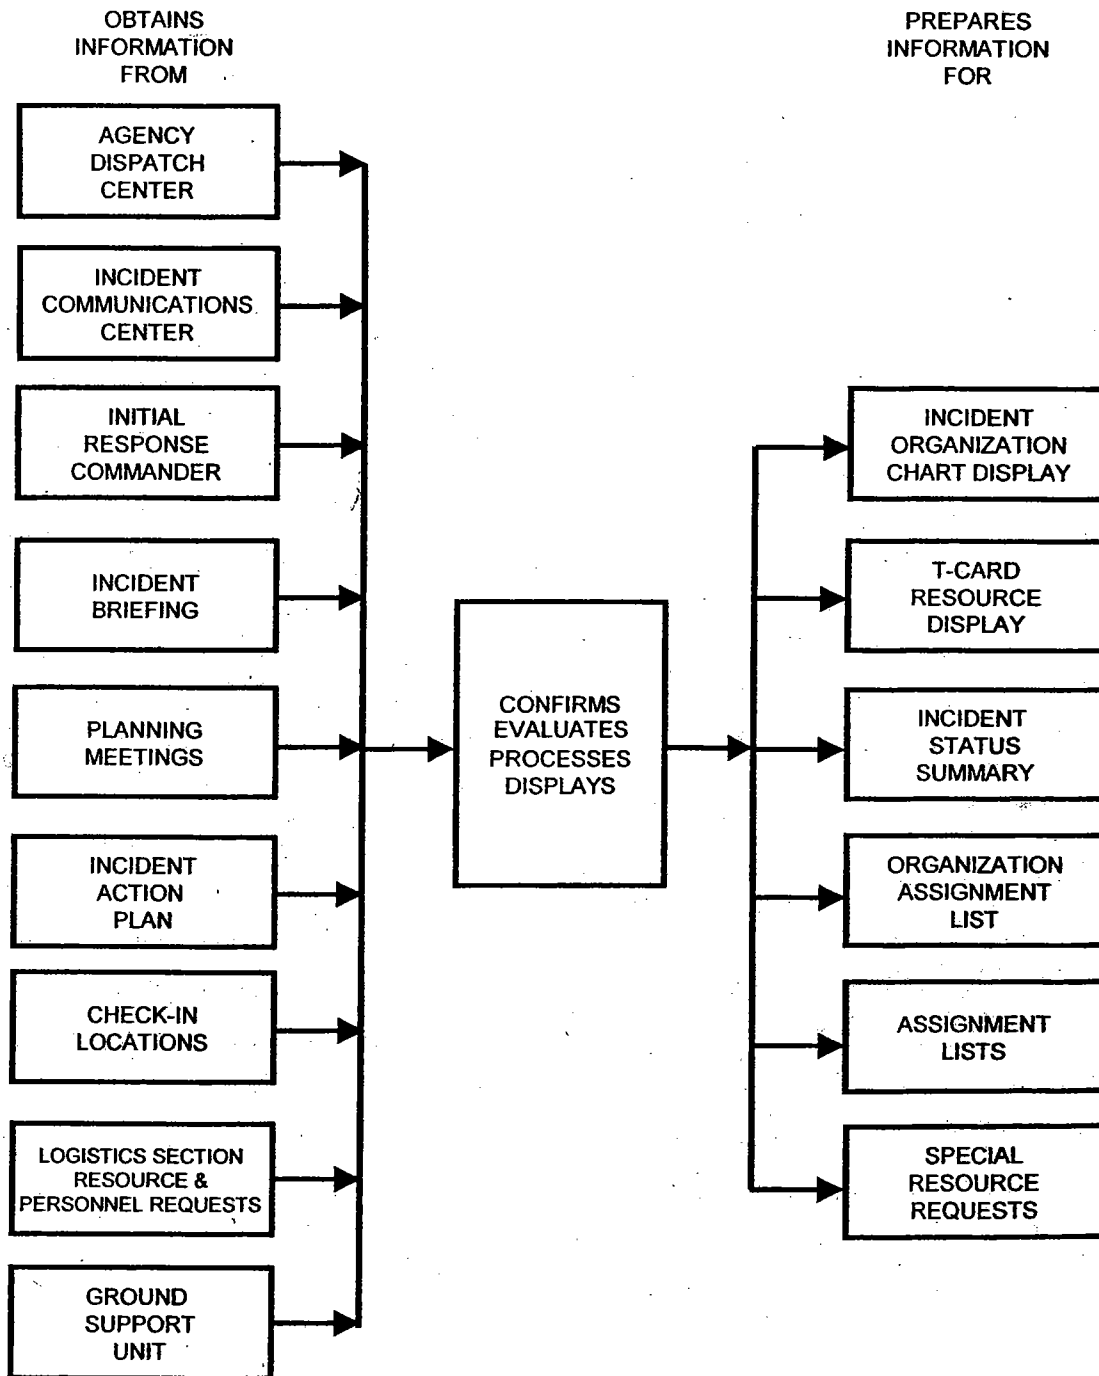 OBTAINS
INFORMATION
FROM
AGENCY
DISPATCH
CENTER
INCIDENT
COMMUNICATIONS
CENTER
INITIAL
RESPONSE
COMMANDER
INCIDENT
BRIEFING
PLANNING
MEETINGS
INCIDENT
ACTION
PLAN
CHECK-IN
LOCATIONS
LOGISTICS SECTION
RESOURCE &
PERSONNEL REQUESTS
GROUND
SUPPORT
UNIT
CONFIRMS
EVALUATES
PROCESSES
DISPLAYS
PREPARES
INFORMATION
FOR
INCIDENT
ORGANIZATION
CHART DISPLAY
T-CARD
RESOURCE
DISPLAY
INCIDENT
STATUS
SUMMARY
ORGANIZATION
ASSIGNMENT
LIST
ASSIGNMENT
LISTS
SPECIAL
RESOURCE
REQUESTS